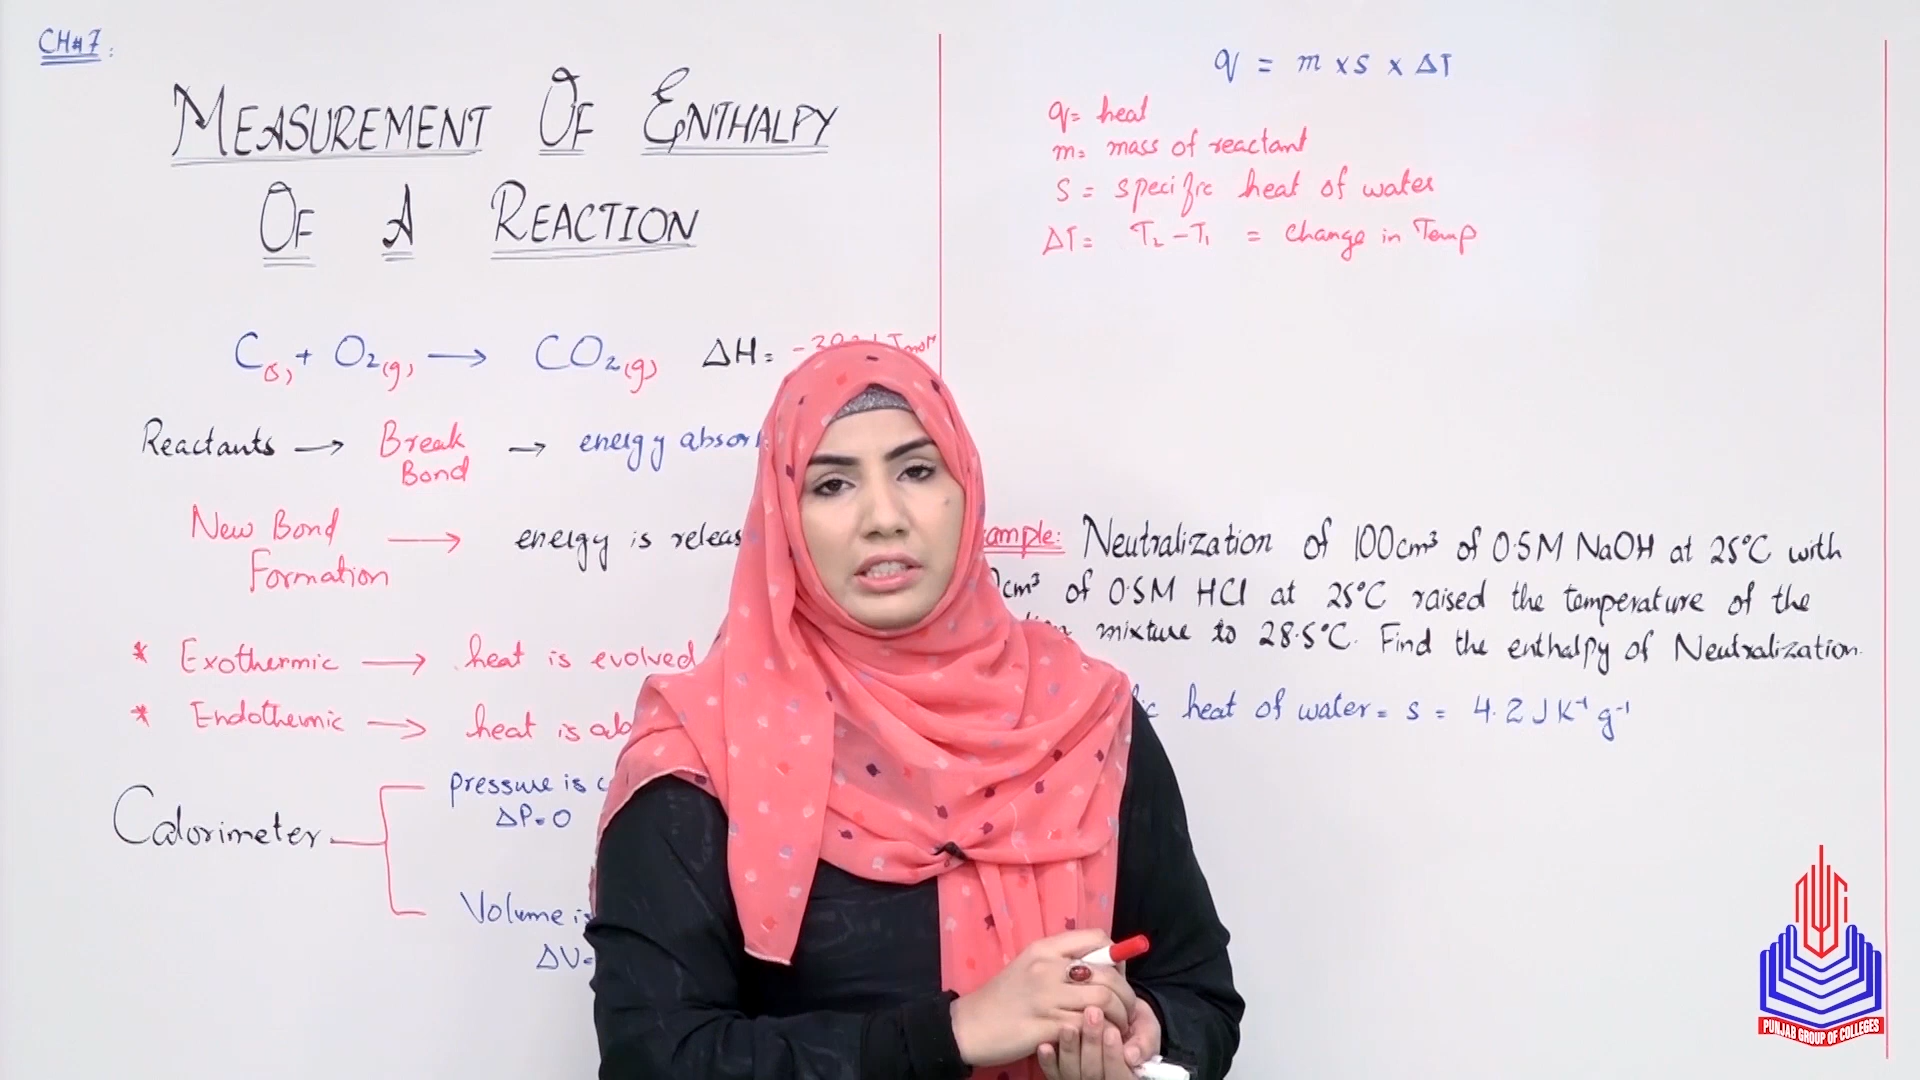 CH#7:
MEASUREMENT OF ENTHALPY
OF A REACTION
C(s) + O2(g) → CO2(g) ΔH =
Reactants → Break Bond → energy
New Bond Formation → energy is
* Exothermic → heat is evolved
* Endothermic → heat is
Calorimeter
pressure is
ΔP=0
Volume
ΔV=
q = m × s × ΔT
q = heat
m = mass of reactant
S = specific heat of water
ΔT = T2 - T1 = change in Temp
Neutralization of 100cm³ of 0.5M NaOH at 25°C with
cm³ of 0.5M HCl at 25°C raised the temperature of the
mixture to 28.5°C. Find the enthalpy of Neutralization.
heat of water = s = 4.2 JK⁻¹ g⁻¹
PUNJAB GROUP OF COLLEGES